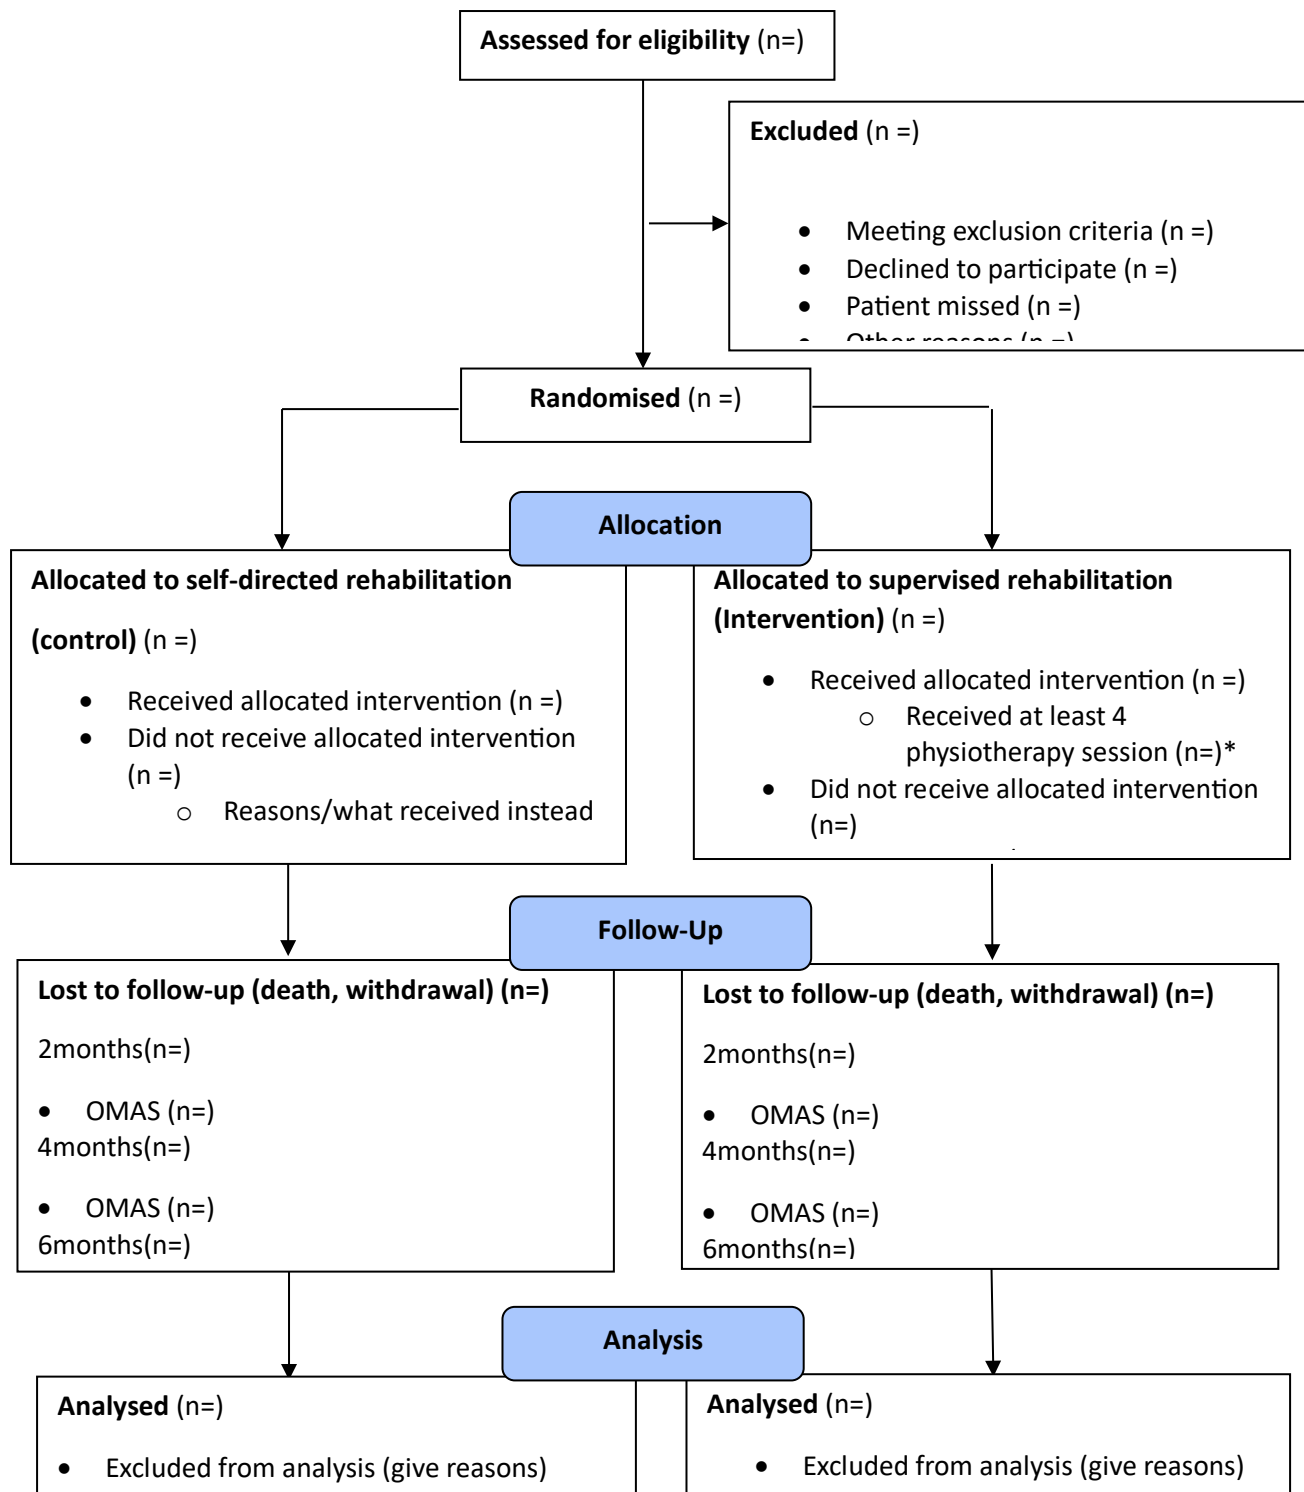 Assessed for eligibility (n=)
Excluded (n =)
• Meeting exclusion criteria (n =)
• Declined to participate (n =)
• Patient missed (n =)
• Other reasons (n =)
Randomised (n =)
Allocation
Allocated to self-directed rehabilitation
(control) (n =)
• Received allocated intervention (n =)
• Did not receive allocated intervention
(n =)
o Reasons/what received instead
Allocated to supervised rehabilitation
(Intervention) (n =)
• Received allocated intervention (n =)
o Received at least 4
physiotherapy session (n=)*
• Did not receive allocated intervention
(n=)
Follow-Up
Lost to follow-up (death, withdrawal) (n=)
2months(n=)
• OMAS (n=)
4months(n=)
• OMAS (n=)
6months(n=)
Lost to follow-up (death, withdrawal) (n=)
2months(n=)
• OMAS (n=)
4months(n=)
• OMAS (n=)
6months(n=)
Analysis
Analysed (n=)
• Excluded from analysis (give reasons)
Analysed (n=)
• Excluded from analysis (give reasons)